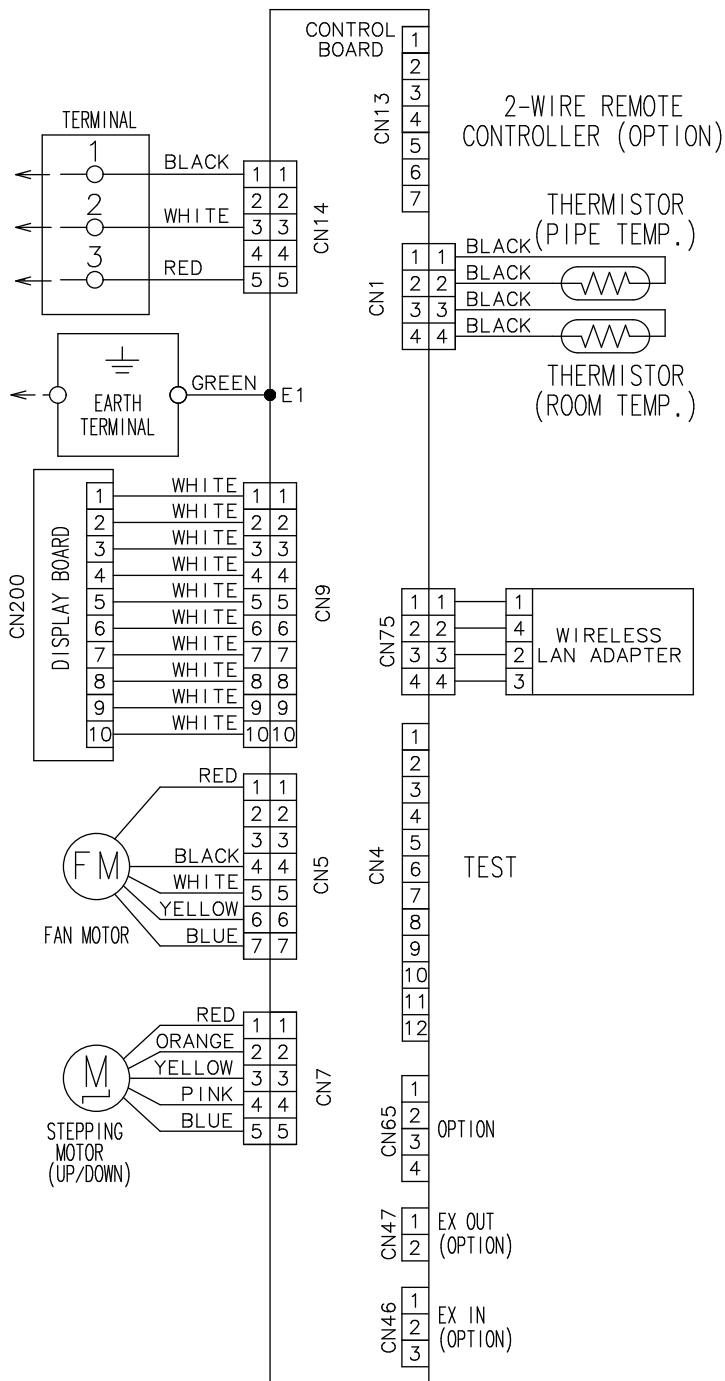 CONTROL
BOARD
CN13
1
2
3
4
5
6
7
2-WIRE REMOTE
CONTROLLER (OPTION)
TERMINAL
1 BLACK 1 1
2 2
2 WHITE 3 3
4 4
3 RED 5 5
CN14
THERMISTOR
(PIPE TEMP.)
CN1
1 1 BLACK
2 2 BLACK
3 3 BLACK
4 4 BLACK
THERMISTOR
(ROOM TEMP.)
GREEN E1
EARTH
TERMINAL
CN200
DISPLAY BOARD
1 WHITE 1 1
2 WHITE 2 2
3 WHITE 3 3
4 WHITE 4 4
5 WHITE 5 5
6 WHITE 6 6
7 WHITE 7 7
8 WHITE 8 8
9 WHITE 9 9
10 WHITE 10 10
CN9
CN75
1 1 1
2 2 4
3 3 2
4 4 3
WIRELESS
LAN ADAPTER
RED 1 1
2 2
3 3
BLACK 4 4
WHITE 5 5
YELLOW 6 6
BLUE 7 7
CN5
FM
FAN MOTOR
CN4
1
2
3
4
5
6
7
8
9
10
11
12
TEST
RED 1 1
ORANGE 2 2
YELLOW 3 3
PINK 4 4
BLUE 5 5
CN7
M
STEPPING
MOTOR
(UP/DOWN)
CN65
1
2
3
4
OPTION
CN47
1
2
EX OUT
(OPTION)
CN46
1
2
3
EX IN
(OPTION)